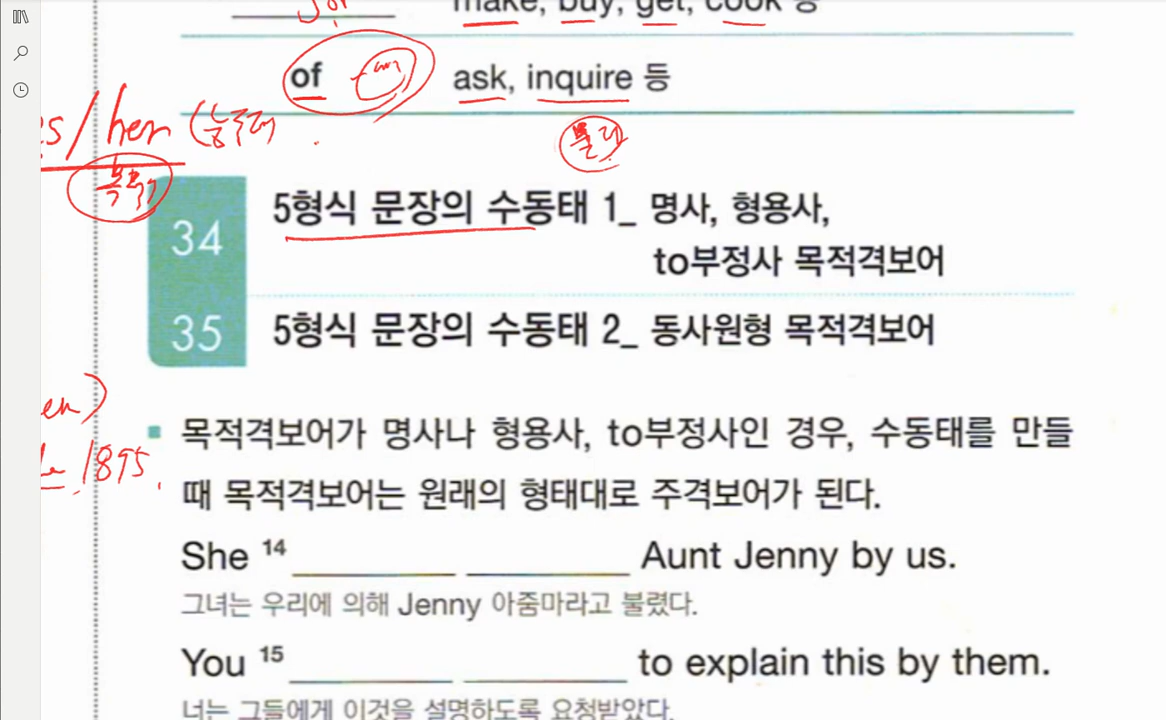 make, buy, get, cook 등
of
ask, inquire 등
es/her
34
5형식 문장의 수동태 1_ 명사, 형용사,
to부정사 목적격보어
35
5형식 문장의 수동태 2_ 동사원형 목적격보어
1895.
목적격보어가 명사나 형용사, to부정사인 경우, 수동태를 만들
때 목적격보어는 원래의 형태대로 주격보어가 된다.
She 14 ________ ________ Aunt Jenny by us.
그녀는 우리에 의해 Jenny 아줌마라고 불렸다.
You 15 ________ ________ to explain this by them.
너는 그들에게 이것을 설명하도록 요청받았다.